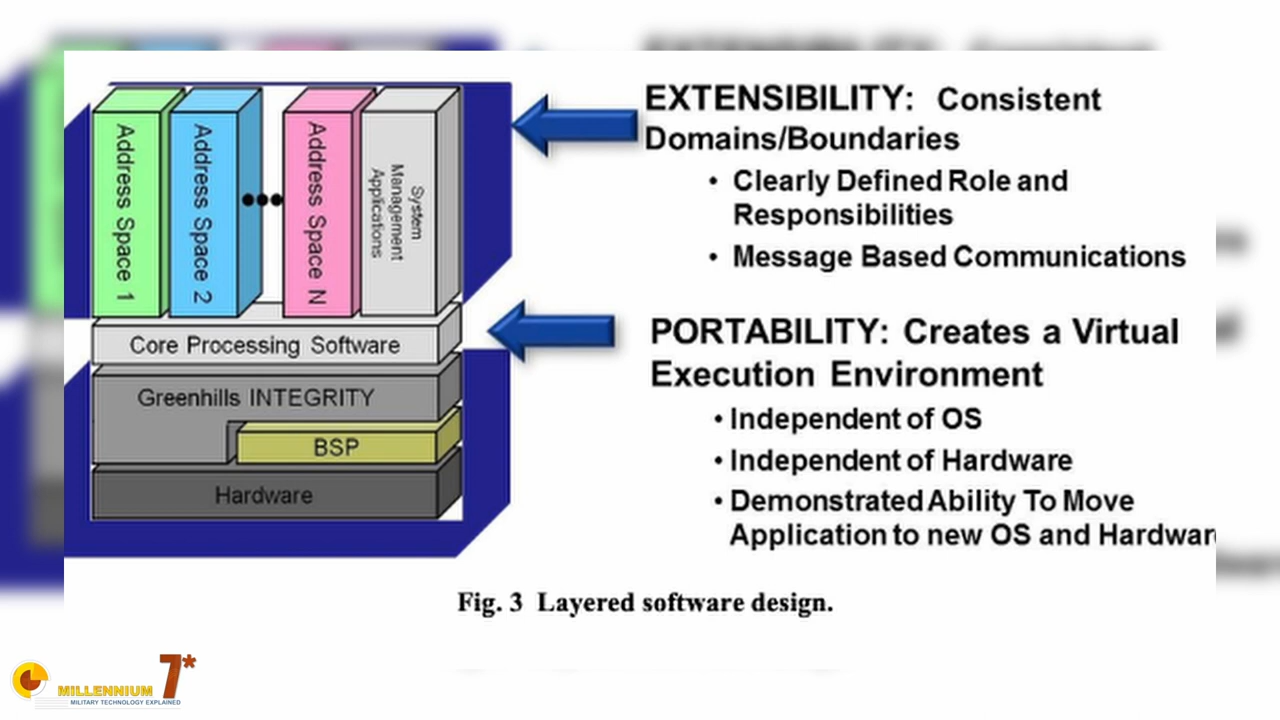 Address Space 1
Address Space 2
Address Space N
System
Management
Applications
Core Processing Software
Greenhills INTEGRITY
BSP
Hardware
EXTENSIBILITY: Consistent
Domains/Boundaries
• Clearly Defined Role and
Responsibilities
• Message Based Communications
PORTABILITY: Creates a Virtual
Execution Environment
• Independent of OS
• Independent of Hardware
• Demonstrated Ability To Move
Application to new OS and Hardwar
Fig. 3 Layered software design.
MILLENNIUM 7*
MILITARY TECHNOLOGY EXPLAINED